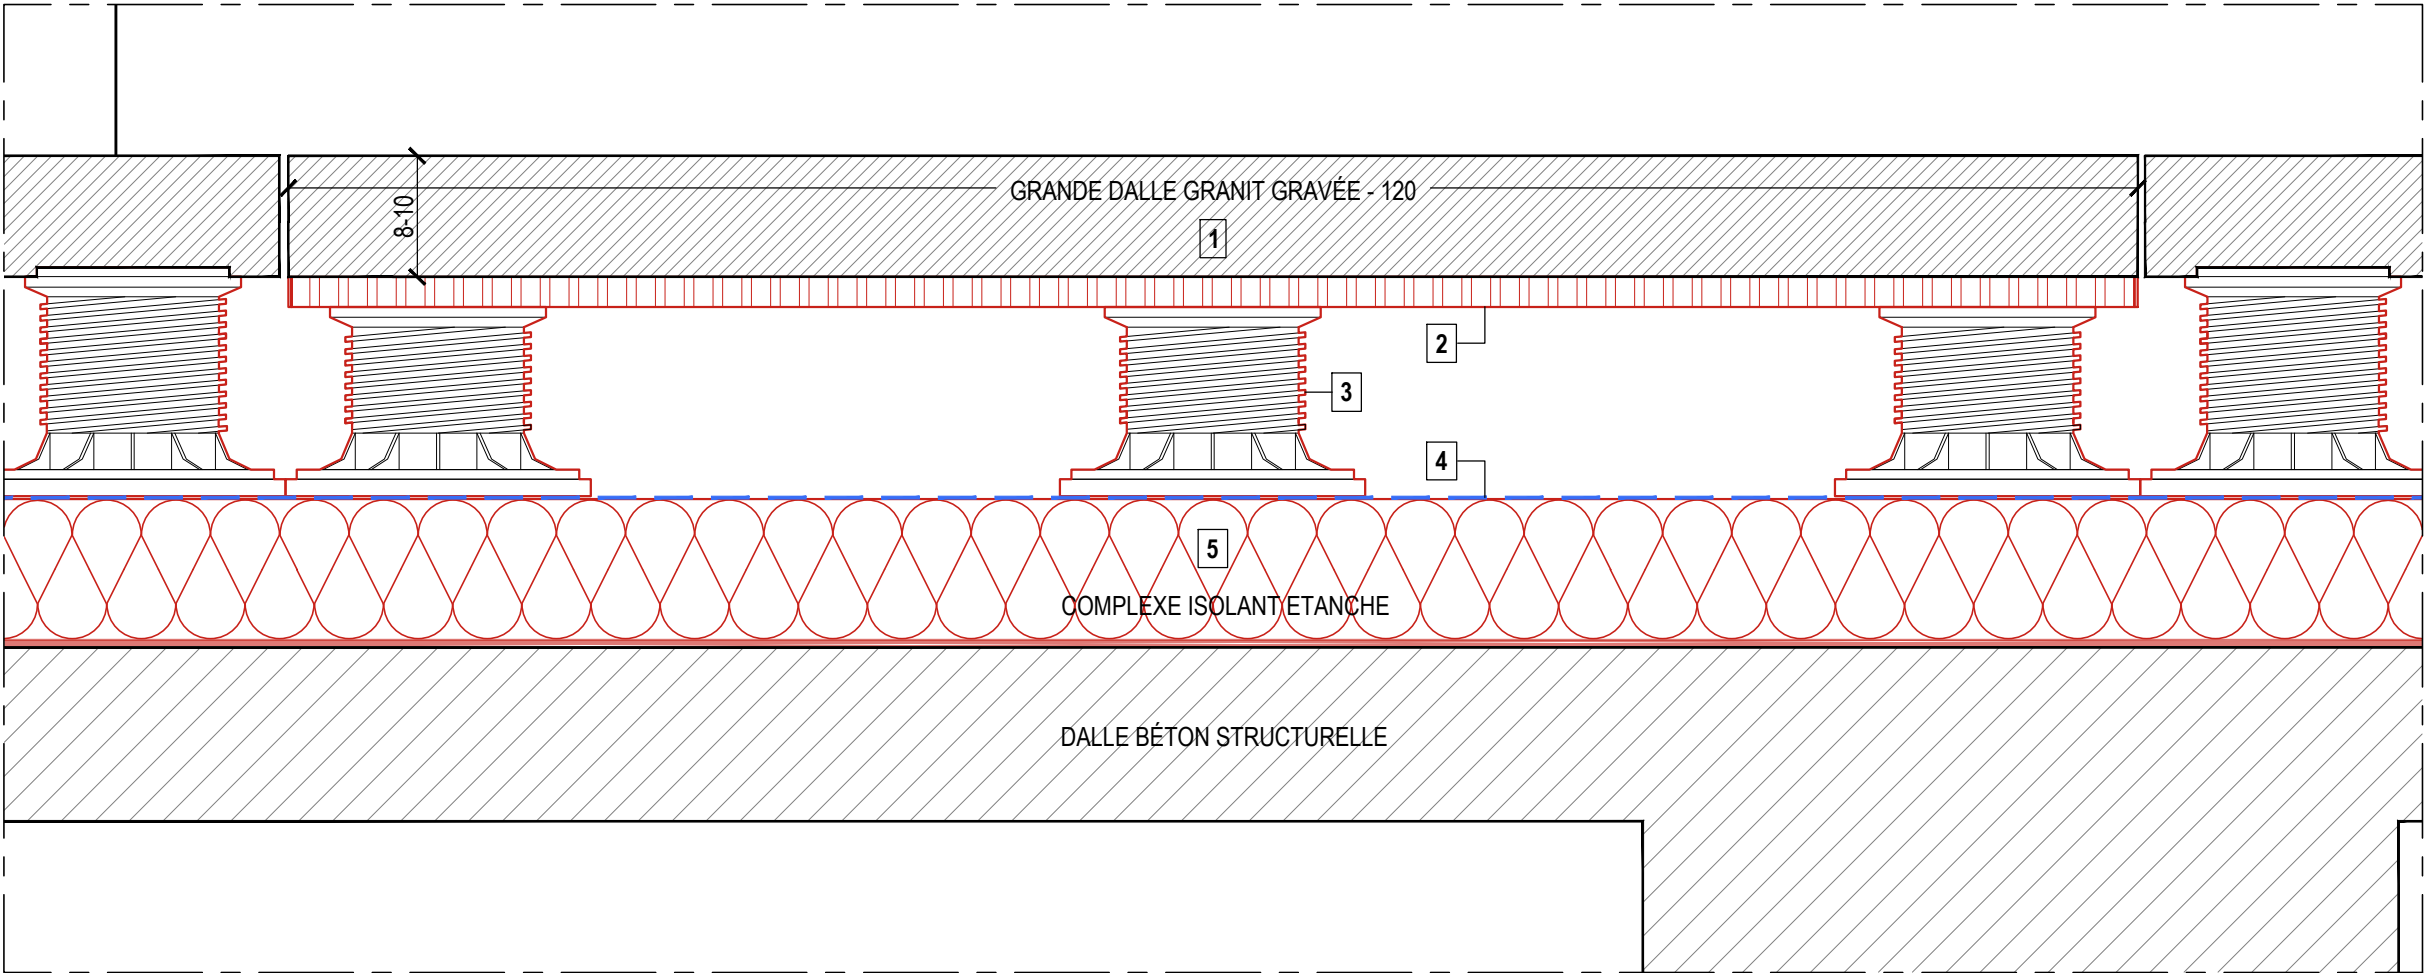 GRANDE DALLE GRANIT GRAVÉE - 120
8-10
1
2
3
4
5
COMPLEXE ISOLANT ETANCHE
DALLE BÉTON STRUCTURELLE